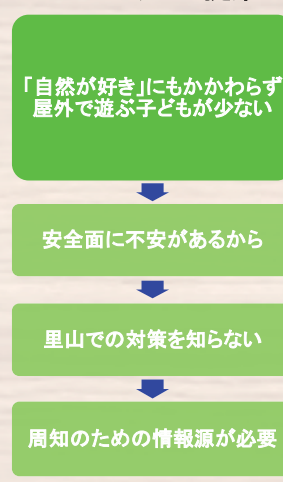 「自然が好き」にもかかわらず
屋外で遊ぶ子どもが少ない
安全面に不安があるから
里山での対策を知らない
周知のための情報源が必要